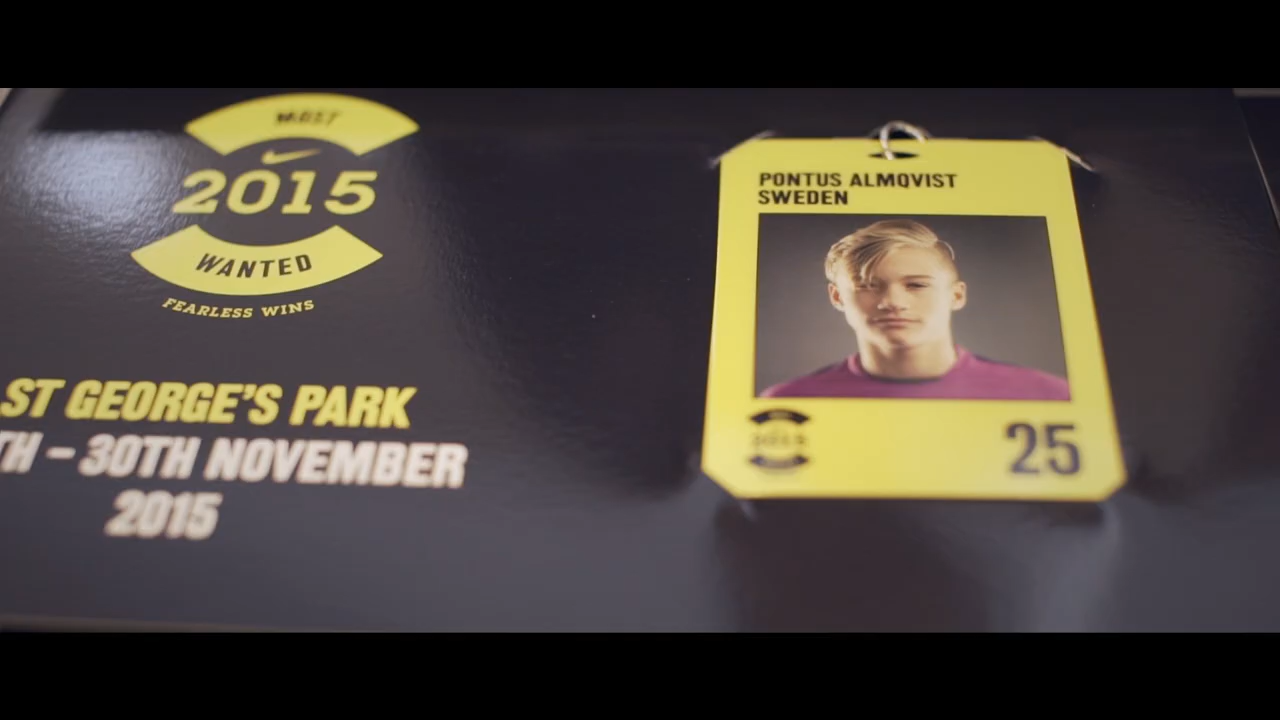 MOST
2015
WANTED
FEARLESS WINS
ST GEORGE'S PARK
TH – 30TH NOVEMBER
2015
PONTUS ALMQVIST
SWEDEN
25